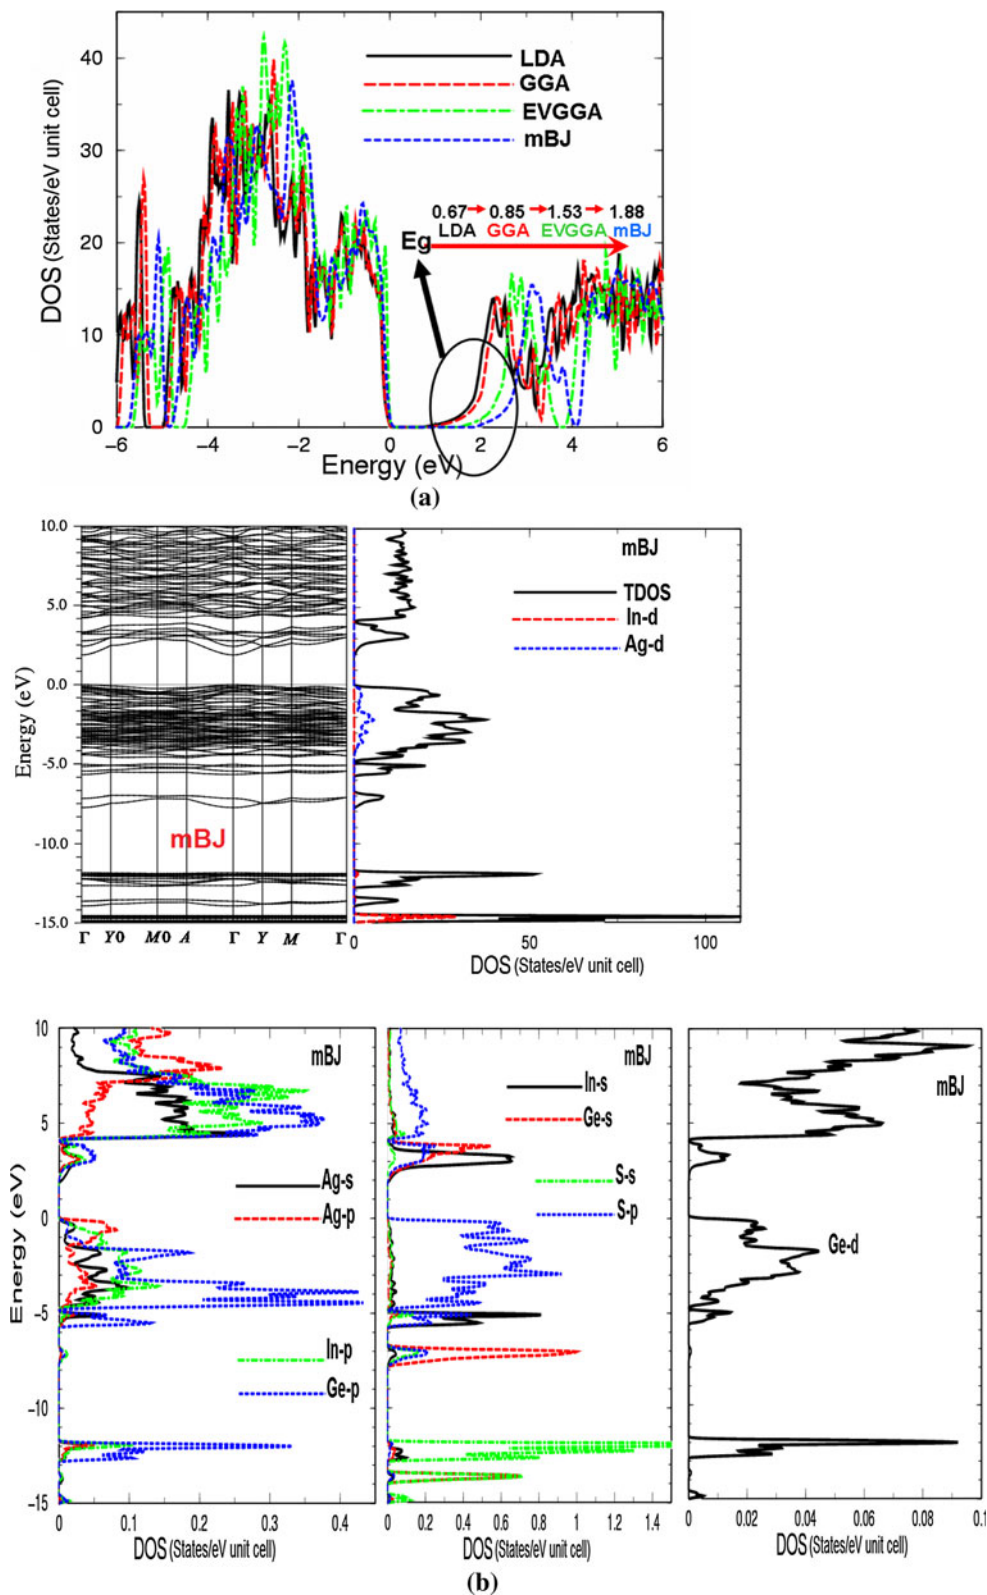 DOS (States/eV unit cell)
40
30
20
10
0
LDA
GGA
EVGGA
mBJ
0.67 0.85 1.53 1.88
LDA GGA EVGGA mBJ
Eg
−6 −4 −2 0 2 4 6
Energy (eV)
(a)
Energy (eV)
10.0
5.0
0.0
-5.0
-10.0
-15.0
mBJ
Γ Y0 M0 A Γ Y M Γ
mBJ
TDOS
In-d
Ag-d
0 50 100
DOS (States/eV unit cell)
Energy (eV)
10
5
0
−5
−10
−15
mBJ
Ag-s
Ag-p
In-p
Ge-p
0 0.1 0.2 0.3 0.4
DOS (States/eV unit cell)
mBJ
In-s
Ge-s
S-s
S-p
0 0.2 0.4 0.6 0.8 1 1.2 1.4
DOS (States/eV unit cell)
mBJ
Ge-d
0 0.02 0.04 0.06 0.08 0.1
DOS (States/eV unit cell)
(b)